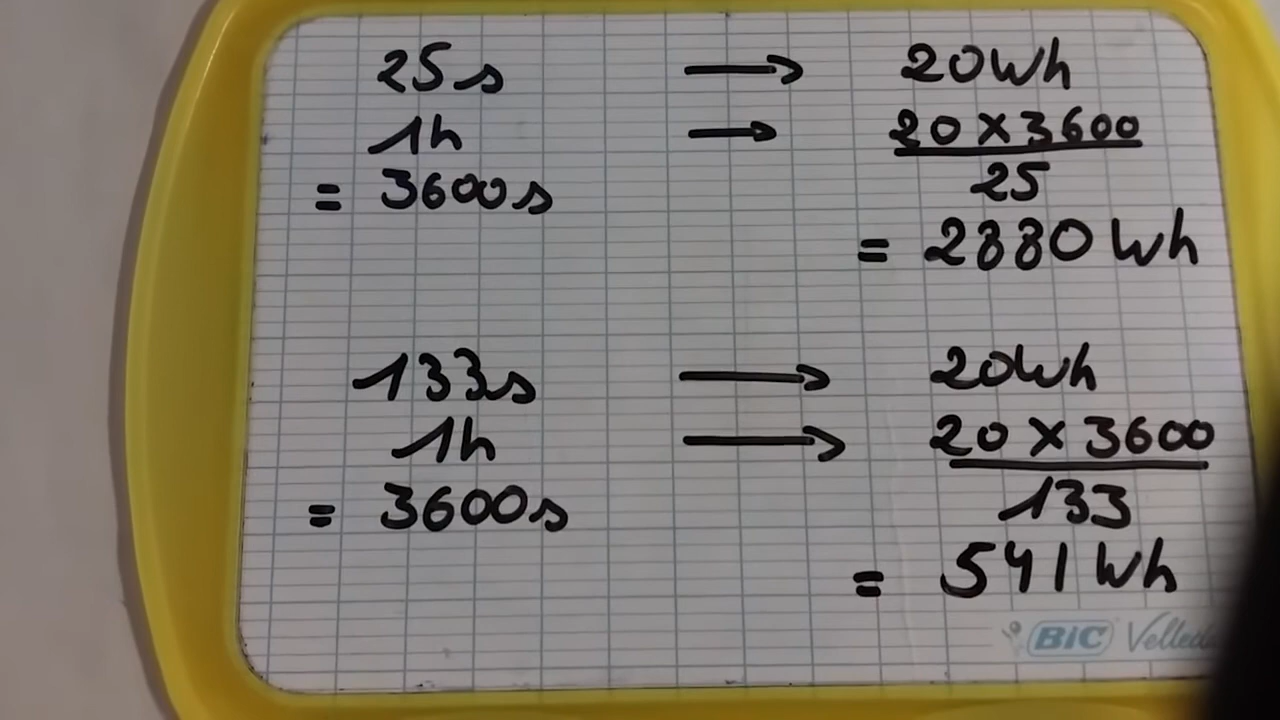 25s → 20Wh
1h → 20 × 3600
= 3600s 25
= 2880 Wh
133s → 20Wh
1h → 20 × 3600
= 3600s 133
= 541 Wh
BIC Velleda